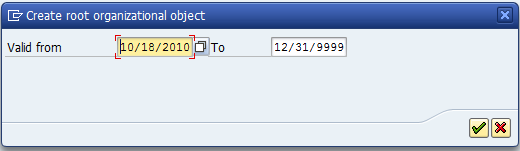 Create root organizational object
Valid from 10/18/2010 To 12/31/9999